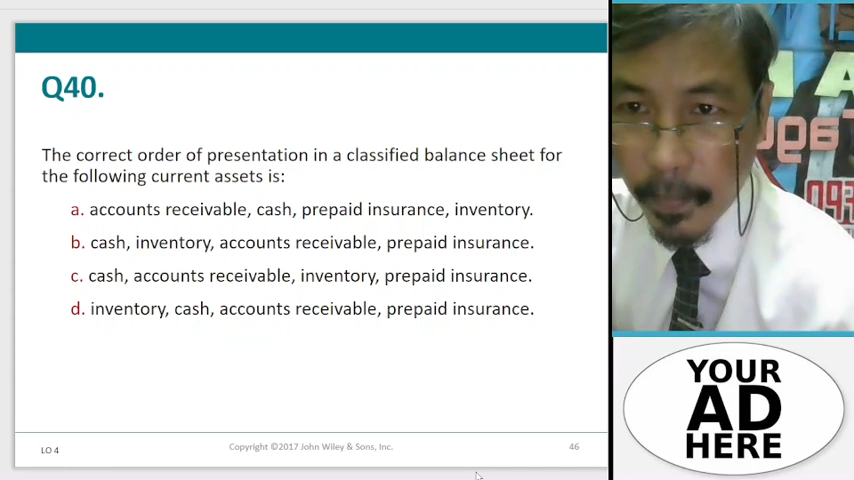 Q40.
The correct order of presentation in a classified balance sheet for
the following current assets is:
a. accounts receivable, cash, prepaid insurance, inventory.
b. cash, inventory, accounts receivable, prepaid insurance.
c. cash, accounts receivable, inventory, prepaid insurance.
d. inventory, cash, accounts receivable, prepaid insurance.
LO 4
Copyright ©2017 John Wiley & Sons, Inc.
46
YOUR
AD
HERE